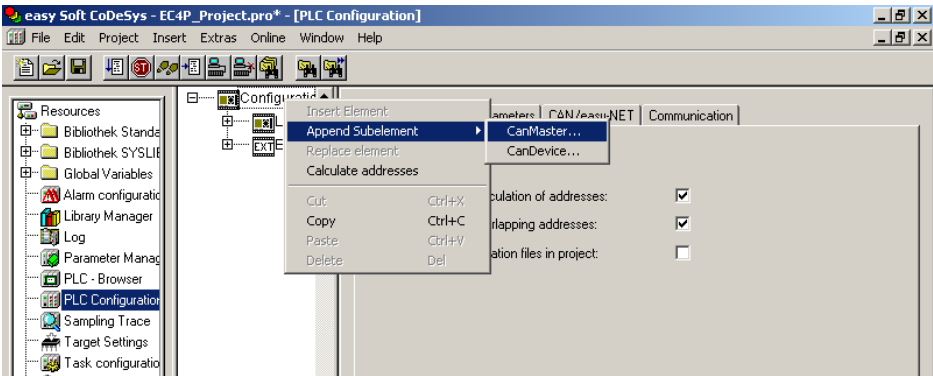 easy Soft CoDeSys - EC4P_Project.pro* - [PLC Configuration]
File Edit Project Insert Extras Online Window Help
Resources
Bibliothek Standa
Bibliothek SYSLIE
Global Variables
Alarm configuratic
Library Manager
Log
Parameter Manag
PLC - Browser
PLC Configuration
Sampling Trace
Target Settings
Task configuratio
EXT
Insert Element
Append Subelement
Replace element
Calculate addresses
Cut Ctrl+X
Copy Ctrl+C
Paste Ctrl+V
Delete Del
CanMaster...
CanDevice...
ameters CAN/easy-NET Communication
culation of addresses:
rlapping addresses:
ation files in project: